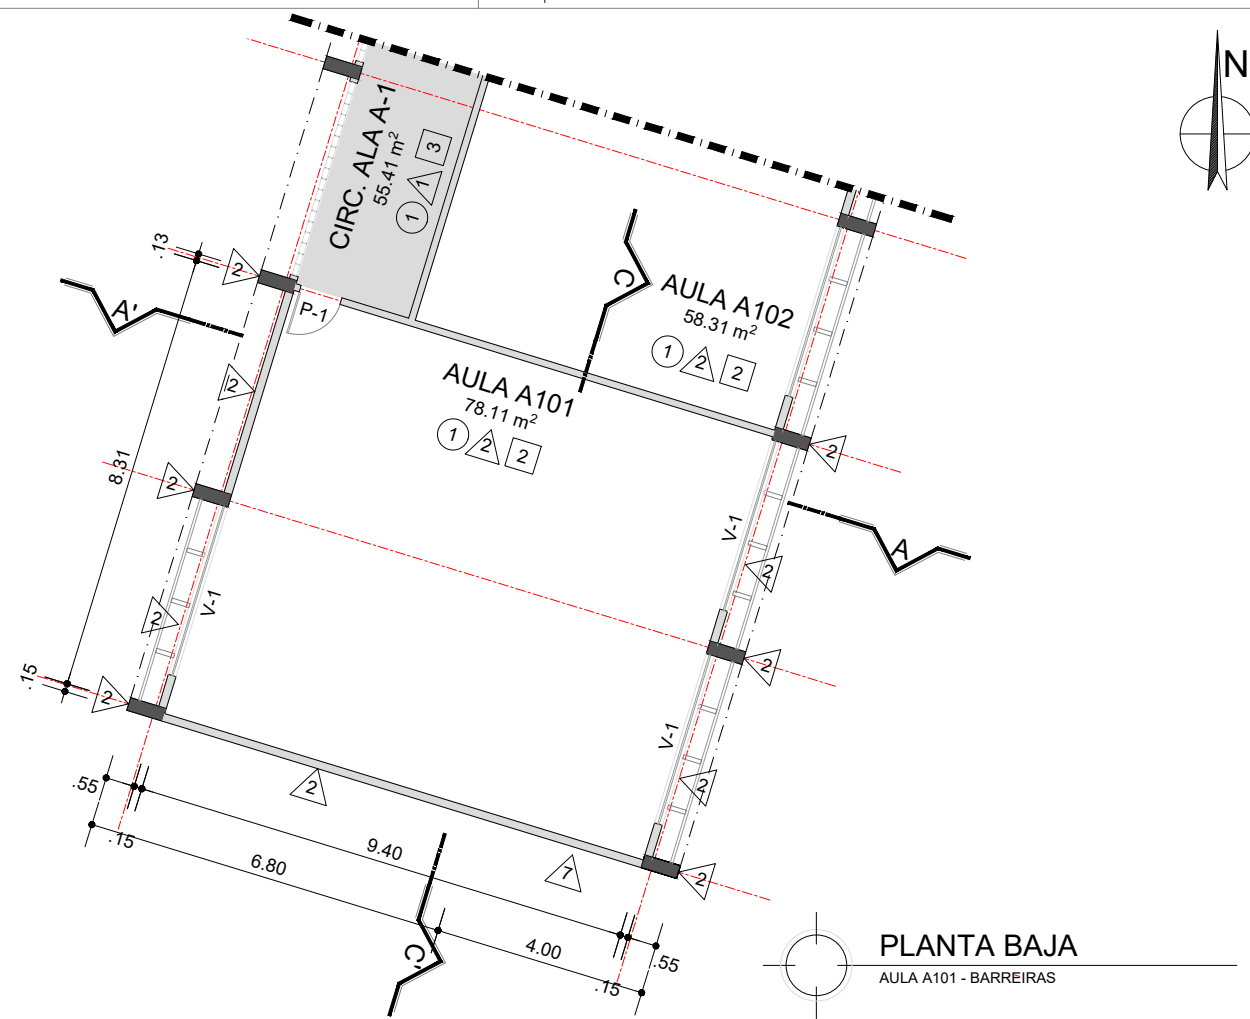 N
CIRC. ALA A-1
55.41 m²
1
1
3
.13
2
A'
P-1
C
AULA A102
58.31 m²
1
2
2
2
AULA A101
78.11 m²
1
2
2
2
8.31
2
V-1
A
2
V-1
2
.15
2
2
V-1
2
2
7
2
.55
.15
9.40
6.80
C'
4.00
.55
.15
PLANTA BAJA
AULA A101 - BARREIRAS